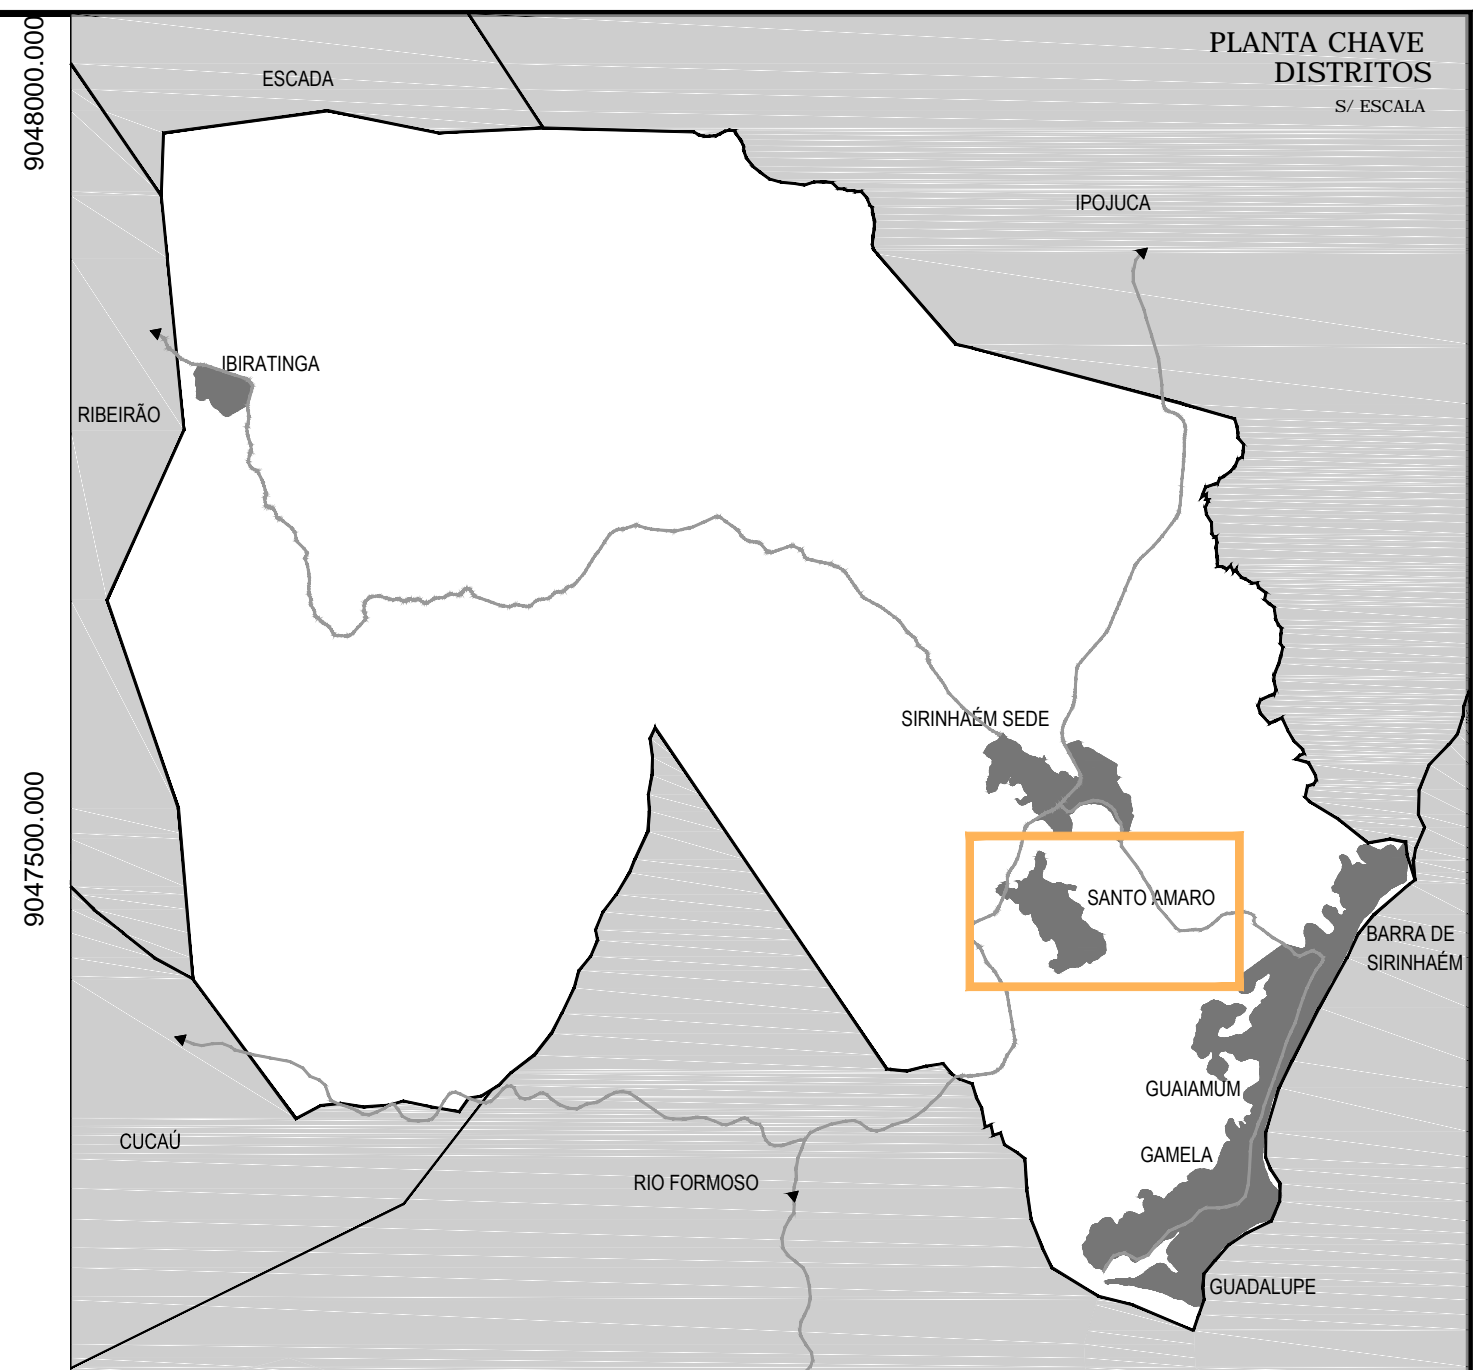 PLANTA CHAVE
DISTRITOS
S/ ESCALA
9048000.000
ESCADA
IPOJUCA
IBIRATINGA
RIBEIRÃO
SIRINHAÉM SEDE
9047500.000
SANTO AMARO
BARRA DE
SIRINHAÉM
GUAIAMUM
CUCAÚ
GAMELA
RIO FORMOSO
GUADALUPE